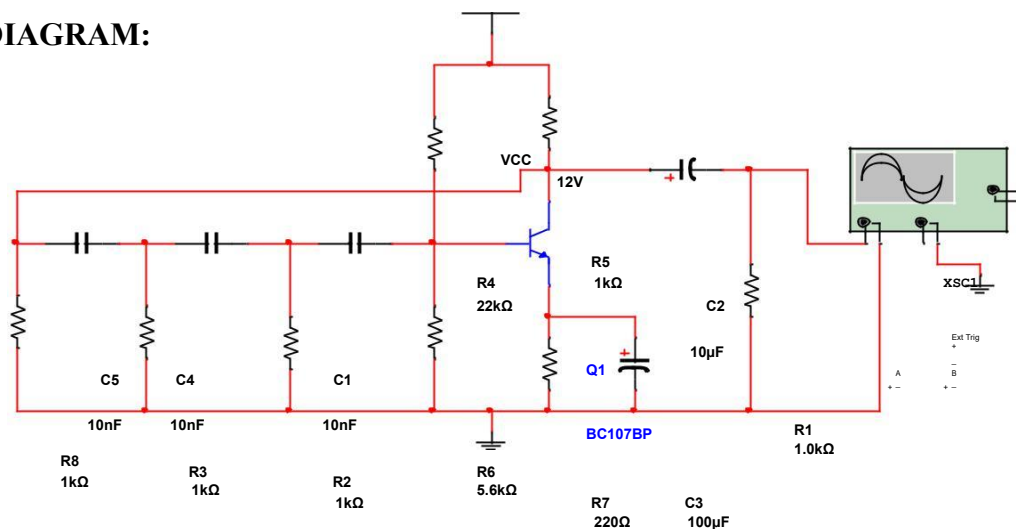 DIAGRAM:
VCC
12V
R4
22kΩ
R5
1kΩ
C2
10µF
XSC1
Ext Trig
+
–
A
B
+ –
+ –
C5
C4
C1
10nF
10nF
10nF
Q1
BC107BP
R1
1.0kΩ
R8
1kΩ
R3
1kΩ
R2
1kΩ
R6
5.6kΩ
R7
220Ω
C3
100µF
+
+